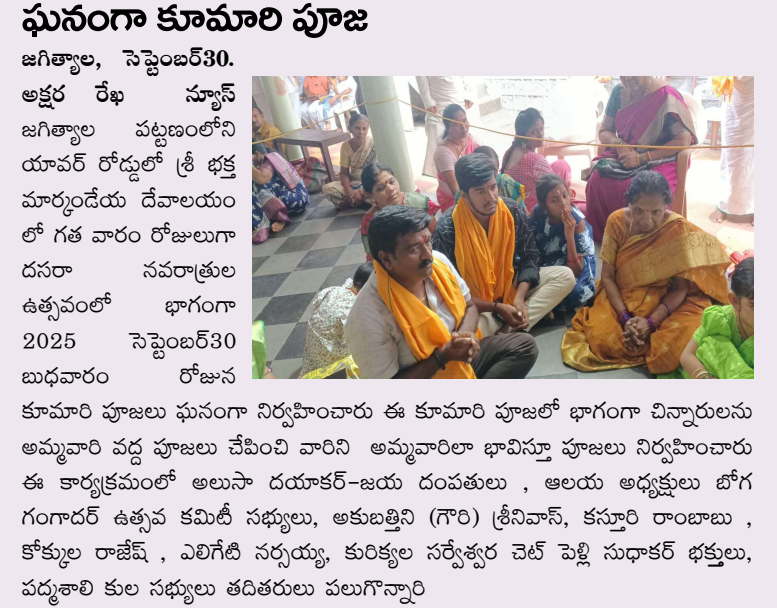 ఘనంగా కూమారి పూజ
జగిత్యాల, సెప్టెంబర్30.
అక్షర రేఖ న్యూస్
జగిత్యాల పట్టణంలోని
యావర్ రోడ్డులో శ్రీ భక్త
మార్కండేయ దేవాలయం
లో గత వారం రోజులుగా
దసరా నవరాత్రుల
ఉత్సవంలో భాగంగా
2025 సెప్టెంబర్30
బుధవారం రోజున
కూమారి పూజలు ఘనంగా నిర్వహించారు ఈ కూమారి పూజలో భాగంగా చిన్నారులను
అమ్మవారి వద్ద పూజలు చేపించి వారిని అమ్మవారిలా భావిస్తూ పూజలు నిర్వహించారు
ఈ కార్యక్రమంలో అలుసా దయాకర్-జయ దంపతులు , ఆలయ అధ్యక్షులు బోగ
గంగాదర్ ఉత్సవ కమిటీ సభ్యులు, అకుబత్తిని (గౌరి) శ్రీనివాస్, కస్తూరి రాంబాబు ,
కోక్కుల రాజేష్ , ఎలిగేటి నర్సయ్య, కురిక్యల సర్వేశ్వర చెట్ పెళ్లి సుధాకర్ భక్తులు,
పద్మశాలి కుల సభ్యులు తదితరులు పలుగొన్నారి